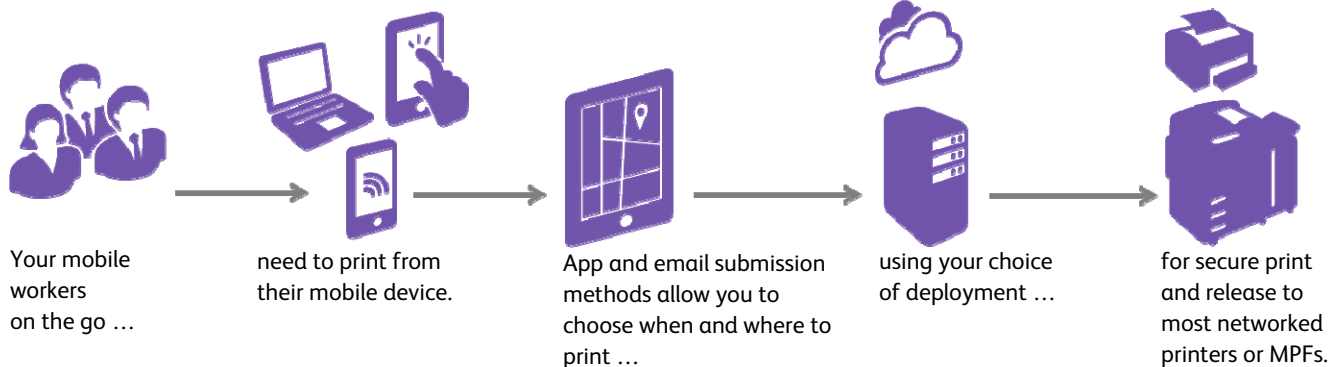 Your mobile
workers
on the go …
need to print from
their mobile device.
App and email submission
methods allow you to
choose when and where to
print …
using your choice
of deployment …
for secure print
and release to
most networked
printers or MPFs.